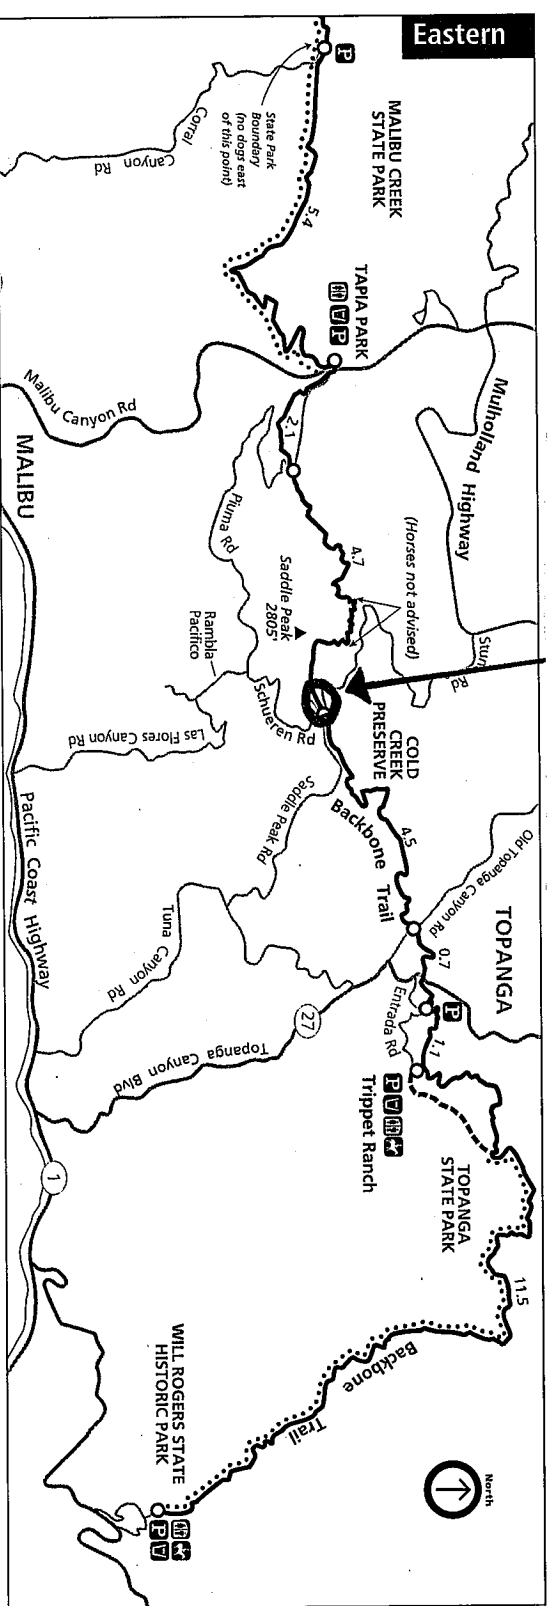 Eastern
P
State Park
Boundary
(no dogs east
of this point)
Corral
Canyon Rd
MALIBU CREEK
STATE PARK
5.4
TAPIA PARK
P
Malibu Canyon Rd
MALIBU
2.1
Mulholland Highway
Piuma Rd
4.7
(Horses not advised)
Saddle Peak
2805'
Rambla
Pacifico
Schueren Rd
Las Flores Canyon Rd
COLD
CREEK
PRESERVE
Saddle Peak Rd
Backbone Trail
4.5
Pacific Coast Highway
Old Topanga Canyon Rd
TOPANGA
0.7
Tuna
Canyon Rd
27
Entrada Rd
P
1.1
Topanga Canyon Blvd
P
Trippet Ranch
TOPANGA
STATE PARK
1
11.5
Backbone
Trail
WILL ROGERS STATE
HISTORIC PARK
P
North